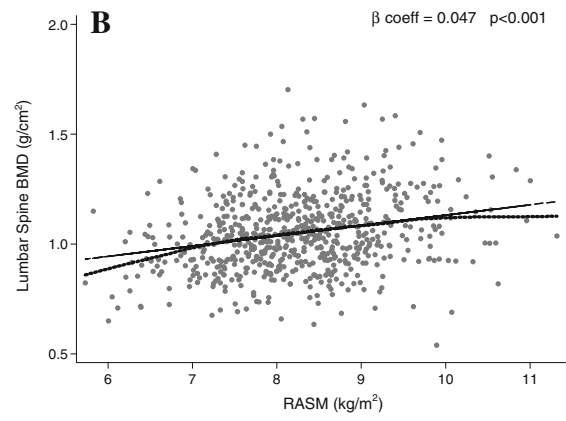 B
β coeff = 0.047 p<0.001
2.0
1.5
1.0
0.5
Lumbar Spine BMD (g/cm²)
6 7 8 9 10 11
RASM (kg/m²)